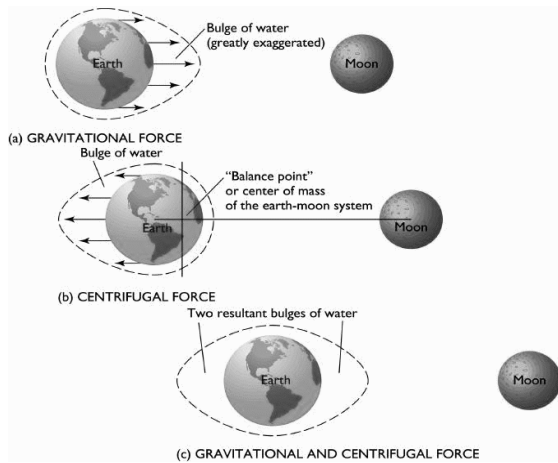 Bulge of water
(greatly exaggerated)
Earth
Moon
(a) GRAVITATIONAL FORCE
Bulge of water
"Balance point"
or center of mass
of the earth-moon system
Earth
Moon
(b) CENTRIFUGAL FORCE
Two resultant bulges of water
Earth
Moon
(c) GRAVITATIONAL AND CENTRIFUGAL FORCE